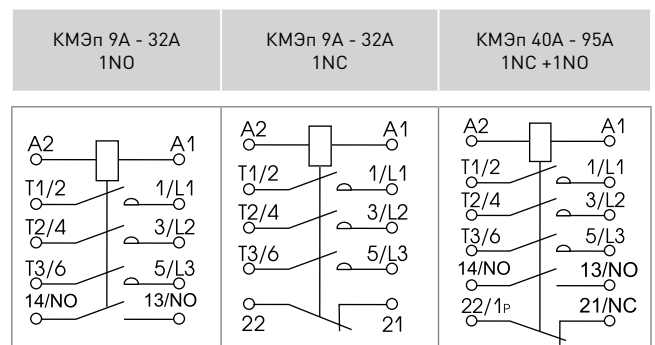 КМЭп 9А - 32А
1NO
КМЭп 9А - 32А
1NC
КМЭп 40А - 95А
1NC +1NO
A2 A1
T1/2 1/L1
T2/4 3/L2
T3/6 5/L3
14/NO 13/NO
A2 A1
T1/2 1/L1
T2/4 3/L2
T3/6 5/L3
22 21
A2 A1
T1/2 1/L1
T2/4 3/L2
T3/6 5/L3
14/NO 13/NO
22/1P 21/NC